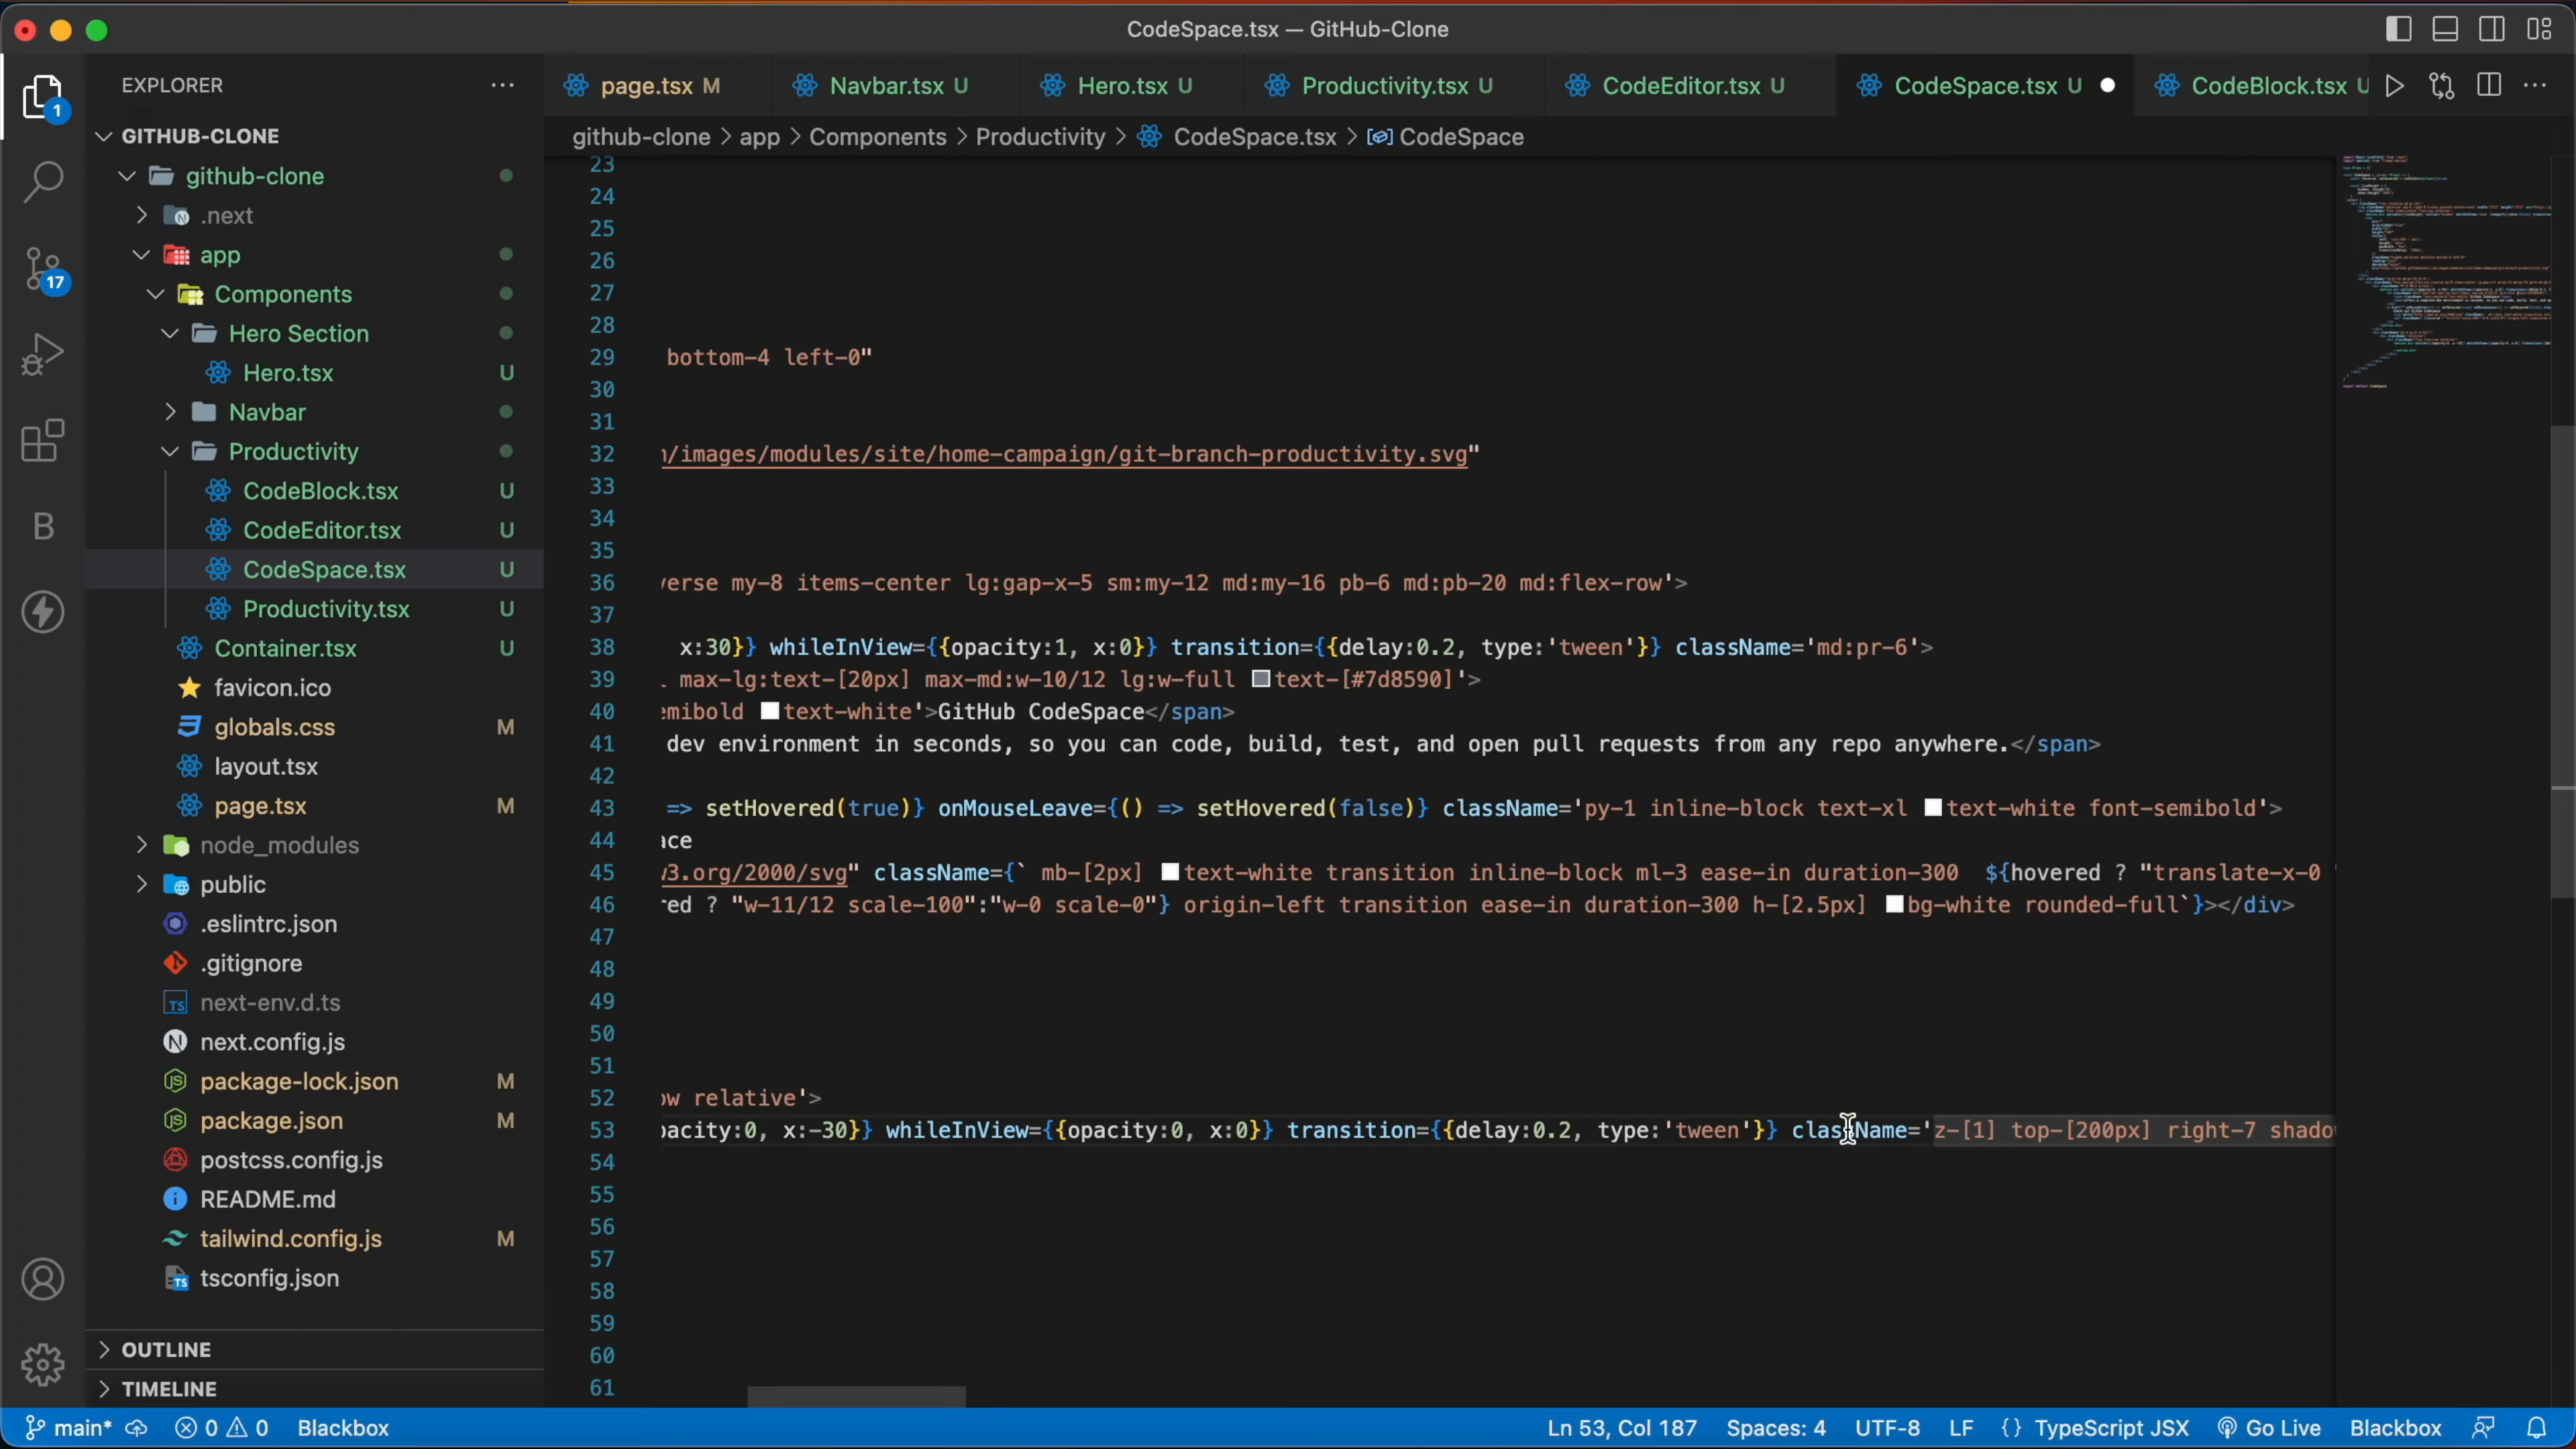 CodeSpace.tsx — GitHub-Clone
EXPLORER
page.tsx M
Navbar.tsx U
Hero.tsx U
Productivity.tsx U
CodeEditor.tsx U
CodeSpace.tsx U
CodeBlock.tsx U
github-clone > app > Components > Productivity > CodeSpace.tsx > CodeSpace
1
17
B
GITHUB-CLONE
github-clone
.next
app
Components
Hero Section
Hero.tsx U
Navbar
Productivity
CodeBlock.tsx U
CodeEditor.tsx U
CodeSpace.tsx U
Productivity.tsx U
Container.tsx U
favicon.ico
globals.css M
layout.tsx
page.tsx M
node_modules
public
.eslintrc.json
.gitignore
next-env.d.ts
next.config.js
package-lock.json M
package.json M
postcss.config.js
README.md
tailwind.config.js M
tsconfig.json
OUTLINE
TIMELINE
23
24
25
26
27
28
29 bottom-4 left-0"
30
31
32 /images/modules/site/home-campaign/git-branch-productivity.svg"
33
34
35
36 verse my-8 items-center lg:gap-x-5 sm:my-12 md:my-16 pb-6 md:pb-20 md:flex-row'>
37
38 x:30}} whileInView={{opacity:1, x:0}} transition={{delay:0.2, type:'tween'}} className='md:pr-6'>
39 max-lg:text-[20px] max-md:w-10/12 lg:w-full text-[#7d8590]'>
40 emibold text-white'>GitHub CodeSpace</span>
41 dev environment in seconds, so you can code, build, test, and open pull requests from any repo anywhere.</span>
42
43 => setHovered(true)} onMouseLeave={() => setHovered(false)} className='py-1 inline-block text-xl text-white font-semibold'>
44 ace
45 w3.org/2000/svg" className={` mb-[2px] text-white transition inline-block ml-3 ease-in duration-300 ${hovered ? "translate-x-0
46 red ? "w-11/12 scale-100":"w-0 scale-0"} origin-left transition ease-in duration-300 h-[2.5px] bg-white rounded-full`}></div>
47
48
49
50
51
52 ow relative'>
53 pacity:0, x:-30}} whileInView={{opacity:0, x:0}} transition={{delay:0.2, type:'tween'}} className='z-[1] top-[200px] right-7 shado
54
55
56
57
58
59
60
61
main* 0 0 Blackbox
Ln 53, Col 187 Spaces: 4 UTF-8 LF {} TypeScript JSX Go Live Blackbox